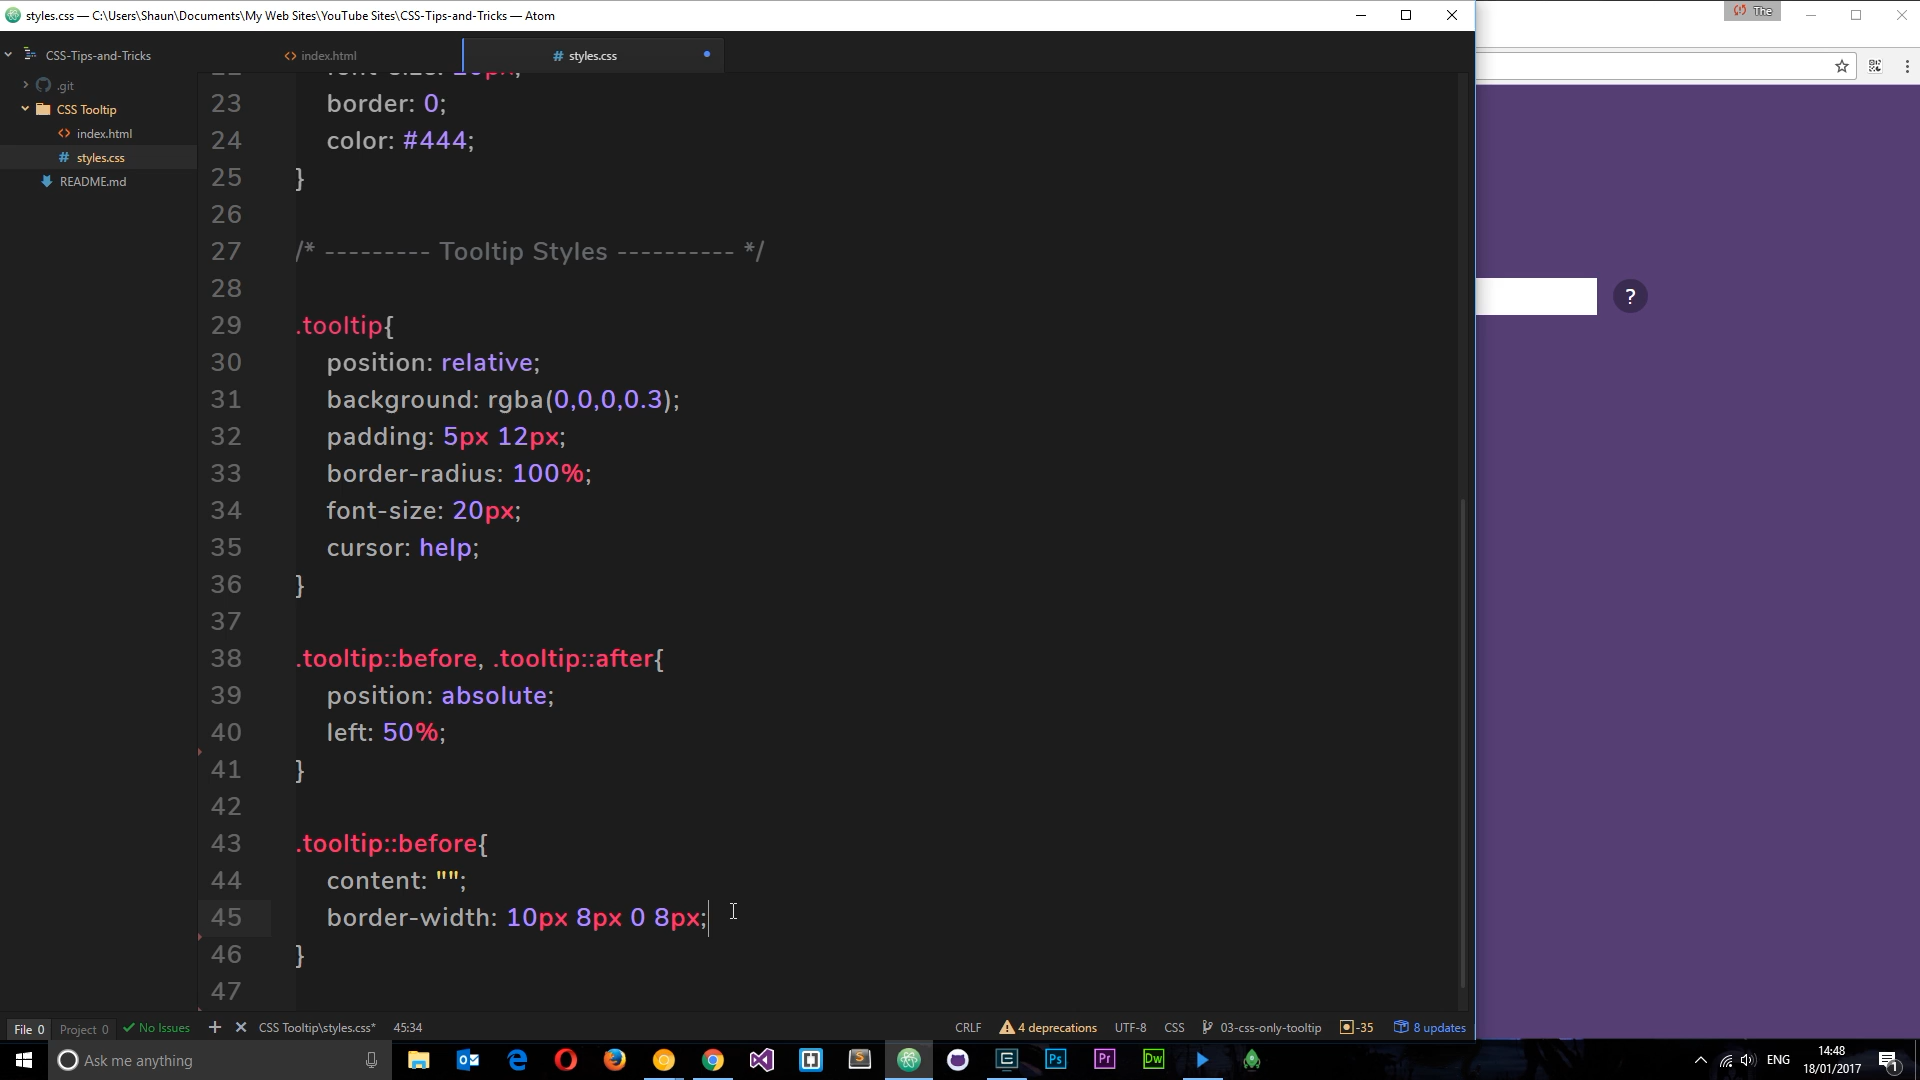 styles.css — C:\Users\Shaun\Documents\My Web Sites\YouTube Sites\CSS-Tips-and-Tricks — Atom
The
CSS-Tips-and-Tricks
index.html
styles.css
.git
CSS Tooltip
index.html
styles.css
README.md
font-size: 20px;
23 border: 0;
24 color: #444;
25 }
26
27 /* --------- Tooltip Styles ---------- */
28
29 .tooltip{
30 position: relative;
31 background: rgba(0,0,0,0.3);
32 padding: 5px 12px;
33 border-radius: 100%;
34 font-size: 20px;
35 cursor: help;
36 }
37
38 .tooltip::before, .tooltip::after{
39 position: absolute;
40 left: 50%;
41 }
42
43 .tooltip::before{
44 content: "";
45 border-width: 10px 8px 0 8px;
46 }
47
?
File 0 Project 0 No Issues CSS Tooltip\styles.css* 45:34 CRLF 4 deprecations UTF-8 CSS 03-css-only-tooltip -35 8 updates
Ask me anything
ENG
14:48
18/01/2017